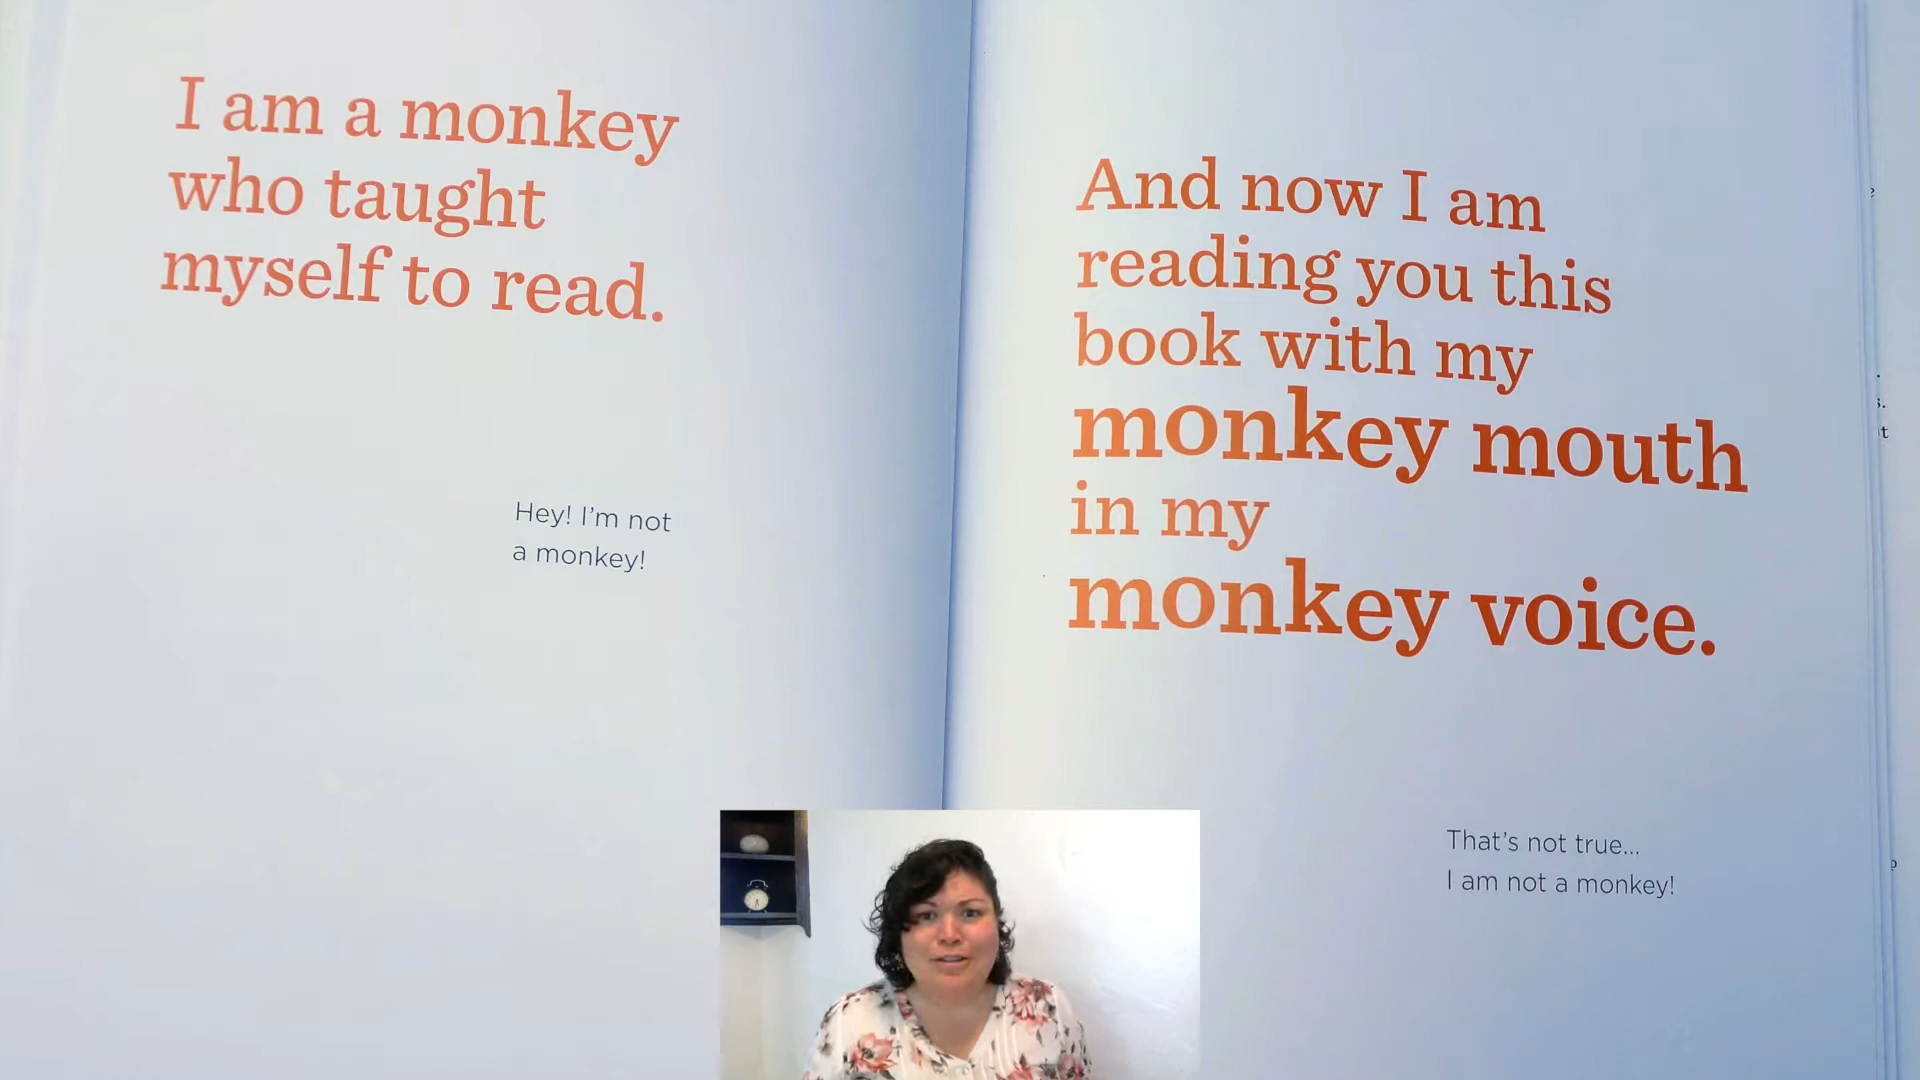 I am a monkey
who taught
myself to read.
Hey! I'm not
a monkey!
And now I am
reading you this
book with my
monkey mouth
in my
monkey voice.
That's not true...
I am not a monkey!